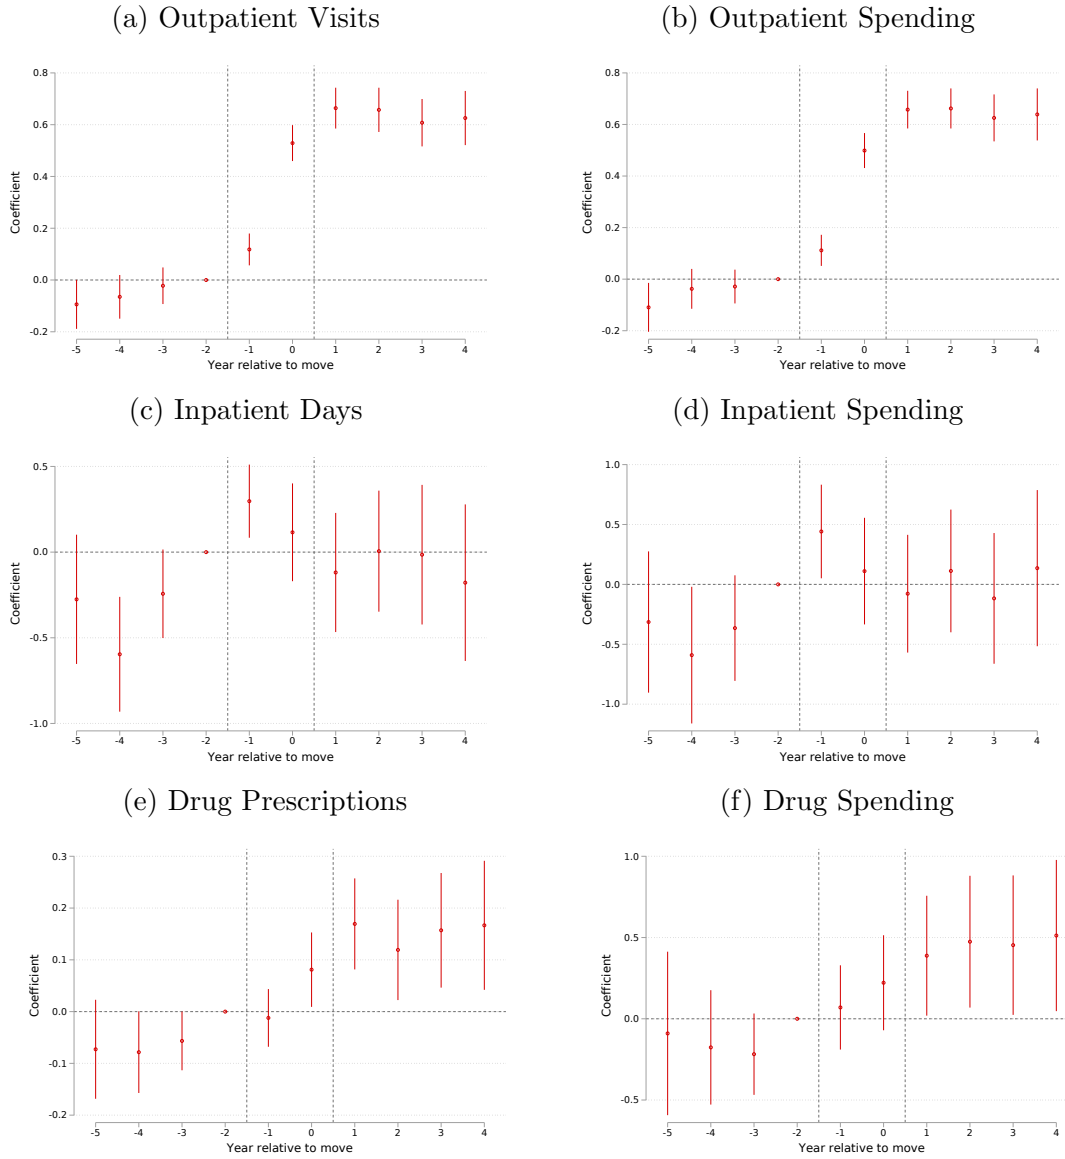 (a) Outpatient Visits
0.8
0.6
0.4
0.2
0.0
-0.2
Coefficient
-5 -4 -3 -2 -1 0 1 2 3 4
Year relative to move
(b) Outpatient Spending
0.8
0.6
0.4
0.2
0.0
-0.2
Coefficient
-5 -4 -3 -2 -1 0 1 2 3 4
Year relative to move
(c) Inpatient Days
0.5
0.0
-0.5
-1.0
Coefficient
-5 -4 -3 -2 -1 0 1 2 3 4
Year relative to move
(d) Inpatient Spending
1.0
0.5
0.0
-0.5
-1.0
Coefficient
-5 -4 -3 -2 -1 0 1 2 3 4
Year relative to move
(e) Drug Prescriptions
0.3
0.2
0.1
0.0
-0.1
-0.2
Coefficient
-5 -4 -3 -2 -1 0 1 2 3 4
Year relative to move
(f) Drug Spending
1.0
0.5
0.0
-0.5
Coefficient
-5 -4 -3 -2 -1 0 1 2 3 4
Year relative to move